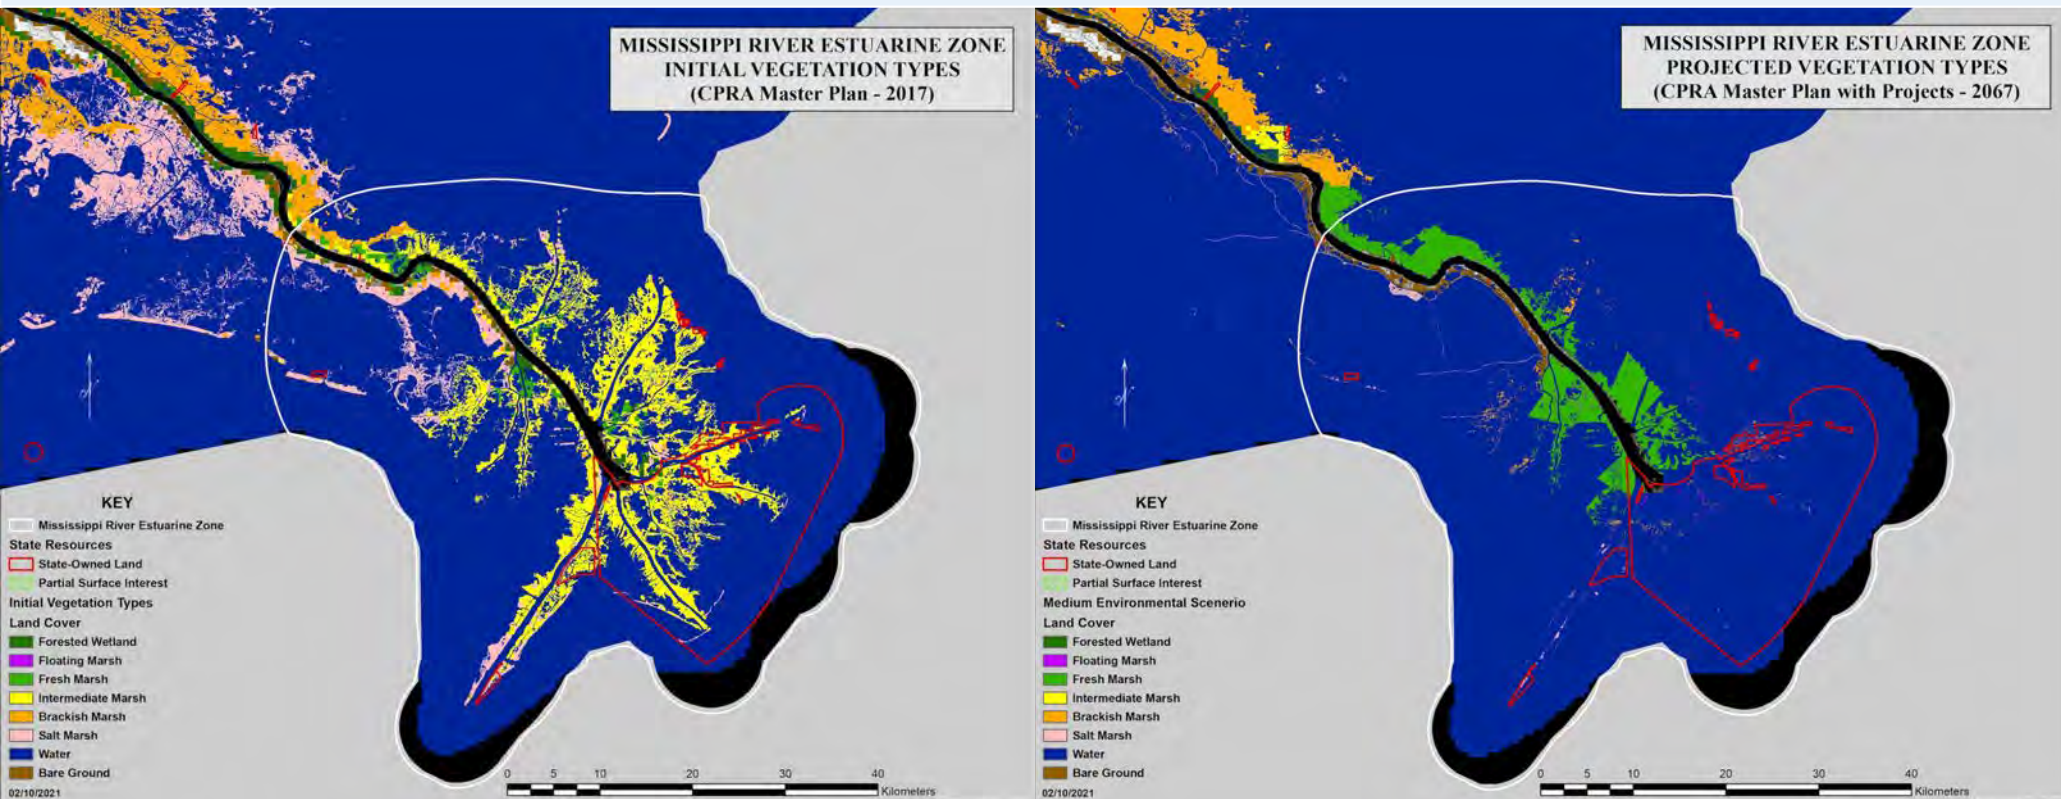 MISSISSIPPI RIVER ESTUARINE ZONE
INITIAL VEGETATION TYPES
(CPRA Master Plan - 2017)
KEY
Mississippi River Estuarine Zone
State Resources
State-Owned Land
Partial Surface Interest
Initial Vegetation Types
Land Cover
Forested Wetland
Floating Marsh
Fresh Marsh
Intermediate Marsh
Brackish Marsh
Salt Marsh
Water
Bare Ground
02/10/2021
0 5 10 20 30 40
Kilometers
MISSISSIPPI RIVER ESTUARINE ZONE
PROJECTED VEGETATION TYPES
(CPRA Master Plan with Projects - 2067)
KEY
Mississippi River Estuarine Zone
State Resources
State-Owned Land
Partial Surface Interest
Medium Environmental Scenerio
Land Cover
Forested Wetland
Floating Marsh
Fresh Marsh
Intermediate Marsh
Brackish Marsh
Salt Marsh
Water
Bare Ground
02/10/2021
0 5 10 20 30 40
Kilometers